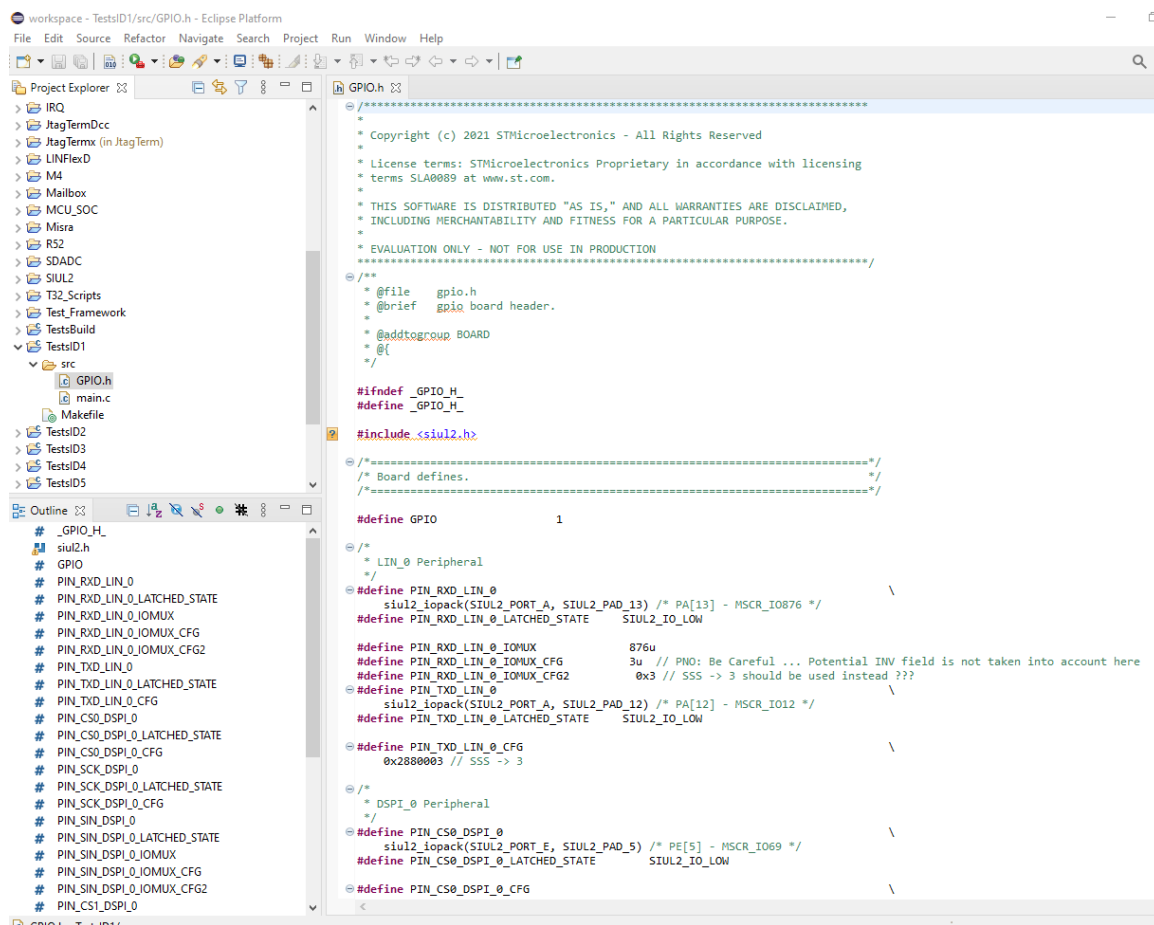 workspace - TestsID1/src/GPIO.h - Eclipse Platform
File Edit Source Refactor Navigate Search Project Run Window Help
Project Explorer
IRQ
JtagTermDcc
JtagTermx (in JtagTerm)
LINFlexD
M4
Mailbox
MCU_SOC
Misra
R52
SDADC
SIUL2
T32_Scripts
Test_Framework
TestsBuild
TestsID1
src
GPIO.h
main.c
Makefile
TestsID2
TestsID3
TestsID4
TestsID5
Outline
_GPIO_H_
siul2.h
GPIO
PIN_RXD_LIN_0
PIN_RXD_LIN_0_LATCHED_STATE
PIN_RXD_LIN_0_IOMUX
PIN_RXD_LIN_0_IOMUX_CFG
PIN_RXD_LIN_0_IOMUX_CFG2
PIN_TXD_LIN_0
PIN_TXD_LIN_0_LATCHED_STATE
PIN_TXD_LIN_0_CFG
PIN_CS0_DSPI_0
PIN_CS0_DSPI_0_LATCHED_STATE
PIN_CS0_DSPI_0_CFG
PIN_SCK_DSPI_0
PIN_SCK_DSPI_0_LATCHED_STATE
PIN_SCK_DSPI_0_CFG
PIN_SIN_DSPI_0
PIN_SIN_DSPI_0_LATCHED_STATE
PIN_SIN_DSPI_0_IOMUX
PIN_SIN_DSPI_0_IOMUX_CFG
PIN_SIN_DSPI_0_IOMUX_CFG2
PIN_CS1_DSPI_0
GPIO.h
/****************************************************************************
*
* Copyright (c) 2021 STMicroelectronics - All Rights Reserved
*
* License terms: STMicroelectronics Proprietary in accordance with licensing
* terms SLA0089 at www.st.com.
*
* THIS SOFTWARE IS DISTRIBUTED "AS IS," AND ALL WARRANTIES ARE DISCLAIMED,
* INCLUDING MERCHANTABILITY AND FITNESS FOR A PARTICULAR PURPOSE.
*
* EVALUATION ONLY - NOT FOR USE IN PRODUCTION
*****************************************************************************/
/**
* @file gpio.h
* @brief gpio board header.
*
* @addtogroup BOARD
* @{
*/
#ifndef _GPIO_H_
#define _GPIO_H_
#include <siul2.h>
/*===========================================================================*/
/* Board defines. */
/*===========================================================================*/
#define GPIO 1
/*
* LIN_0 Peripheral
*/
#define PIN_RXD_LIN_0 \
siul2_iopack(SIUL2_PORT_A, SIUL2_PAD_13) /* PA[13] - MSCR_IO876 */
#define PIN_RXD_LIN_0_LATCHED_STATE SIUL2_IO_LOW
#define PIN_RXD_LIN_0_IOMUX 876u
#define PIN_RXD_LIN_0_IOMUX_CFG 3u // PNO: Be Careful ... Potential INV field is not taken into account here
#define PIN_RXD_LIN_0_IOMUX_CFG2 0x3 // SSS -> 3 should be used instead ???
#define PIN_TXD_LIN_0 \
siul2_iopack(SIUL2_PORT_A, SIUL2_PAD_12) /* PA[12] - MSCR_IO12 */
#define PIN_TXD_LIN_0_LATCHED_STATE SIUL2_IO_LOW
#define PIN_TXD_LIN_0_CFG \
0x2880003 // SSS -> 3
/*
* DSPI_0 Peripheral
*/
#define PIN_CS0_DSPI_0 \
siul2_iopack(SIUL2_PORT_E, SIUL2_PAD_5) /* PE[5] - MSCR_IO69 */
#define PIN_CS0_DSPI_0_LATCHED_STATE SIUL2_IO_LOW
#define PIN_CS0_DSPI_0_CFG \